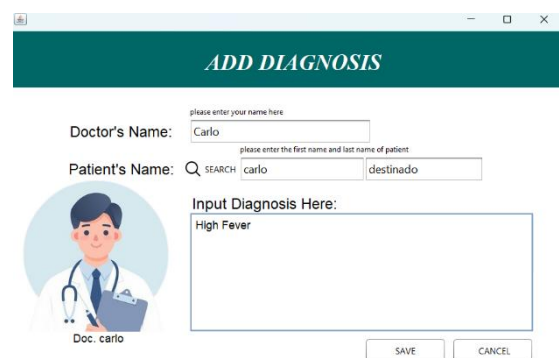 ADD DIAGNOSIS
please enter your name here
Doctor's Name: Carlo
please enter the first name and last name of patient
Patient's Name: SEARCH carlo destinado
Input Diagnosis Here:
High Fever
Doc. carlo
SAVE CANCEL